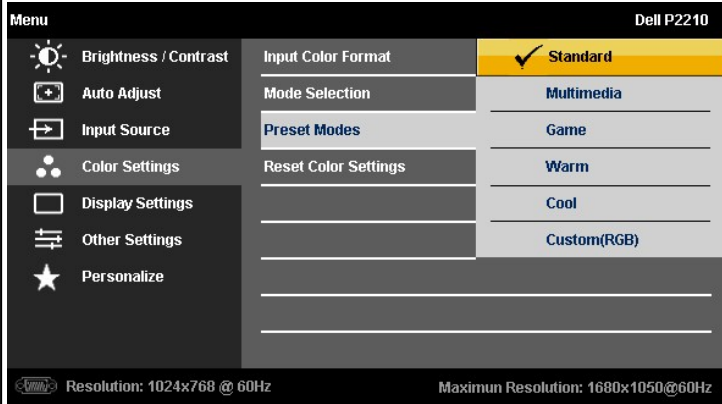 Menu Dell P2210
Brightness / Contrast Input Color Format Standard
Auto Adjust Mode Selection Multimedia
Input Source Preset Modes Game
Color Settings Reset Color Settings Warm
Display Settings Cool
Other Settings Custom(RGB)
Personalize
Resolution: 1024x768 @ 60Hz Maximun Resolution: 1680x1050@60Hz